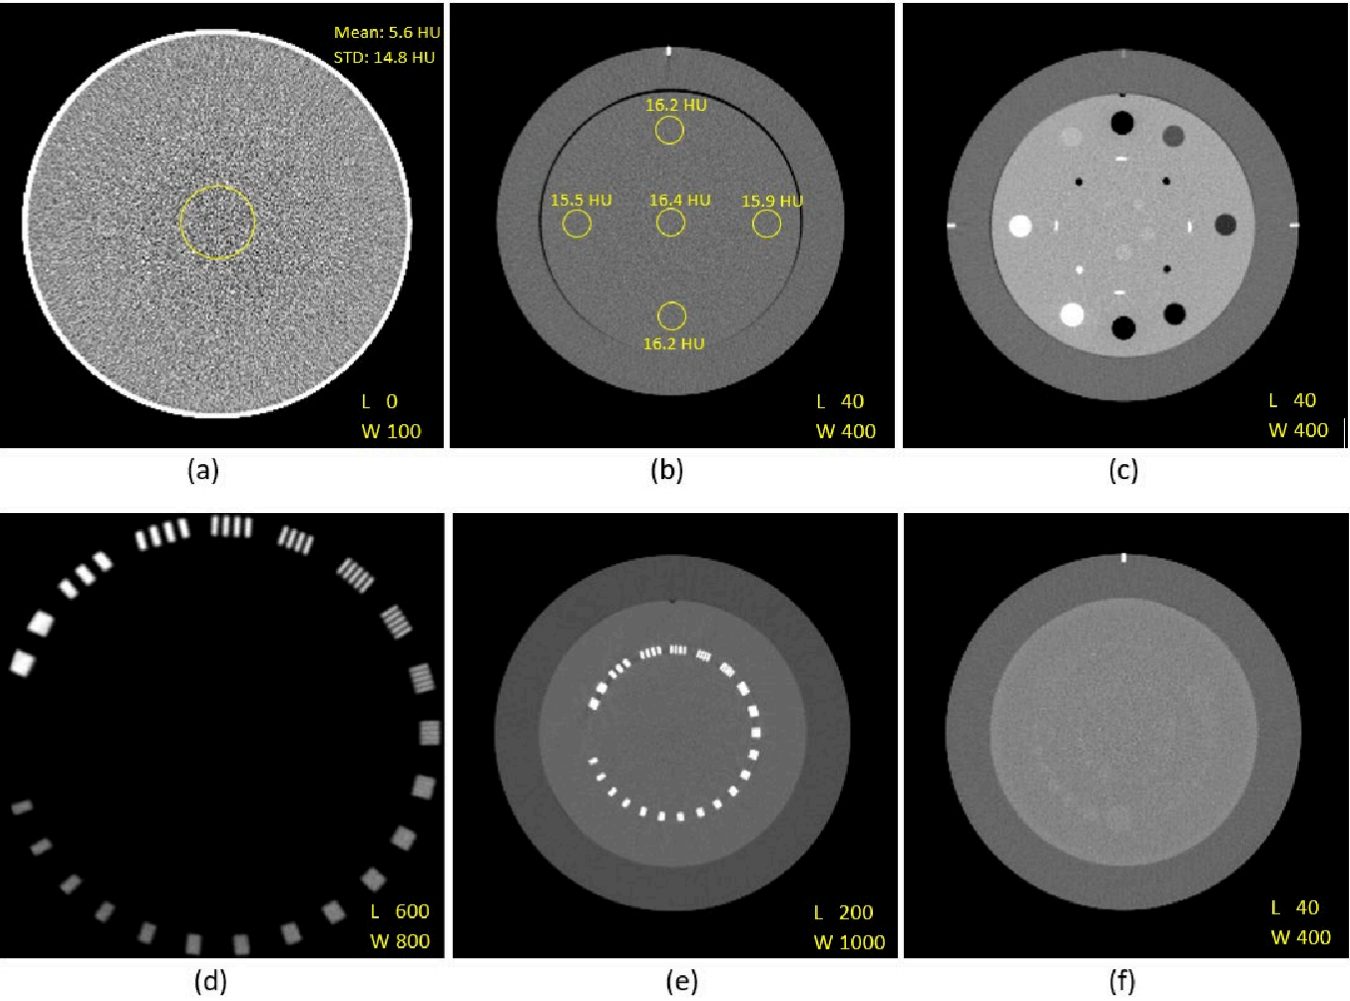 Mean: 5.6 HU
STD: 14.8 HU
L 0
W 100
(a)
16.2 HU
15.5 HU
16.4 HU
15.9 HU
16.2 HU
L 40
W 400
(b)
L 40
W 400
(c)
L 600
W 800
(d)
L 200
W 1000
(e)
L 40
W 400
(f)